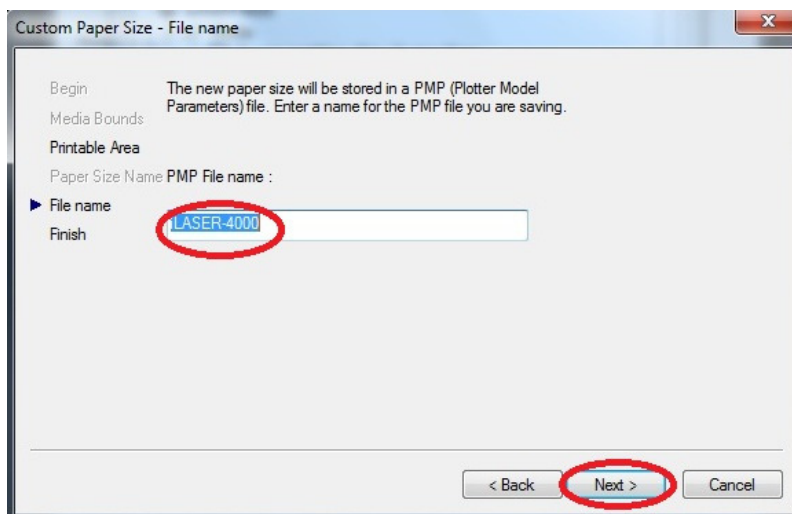 Custom Paper Size - File name
x
Begin
The new paper size will be stored in a PMP (Plotter Model
Parameters) file. Enter a name for the PMP file you are saving.
Media Bounds
Printable Area
Paper Size Name PMP File name :
File name
LASER-4000
Finish
< Back Next > Cancel